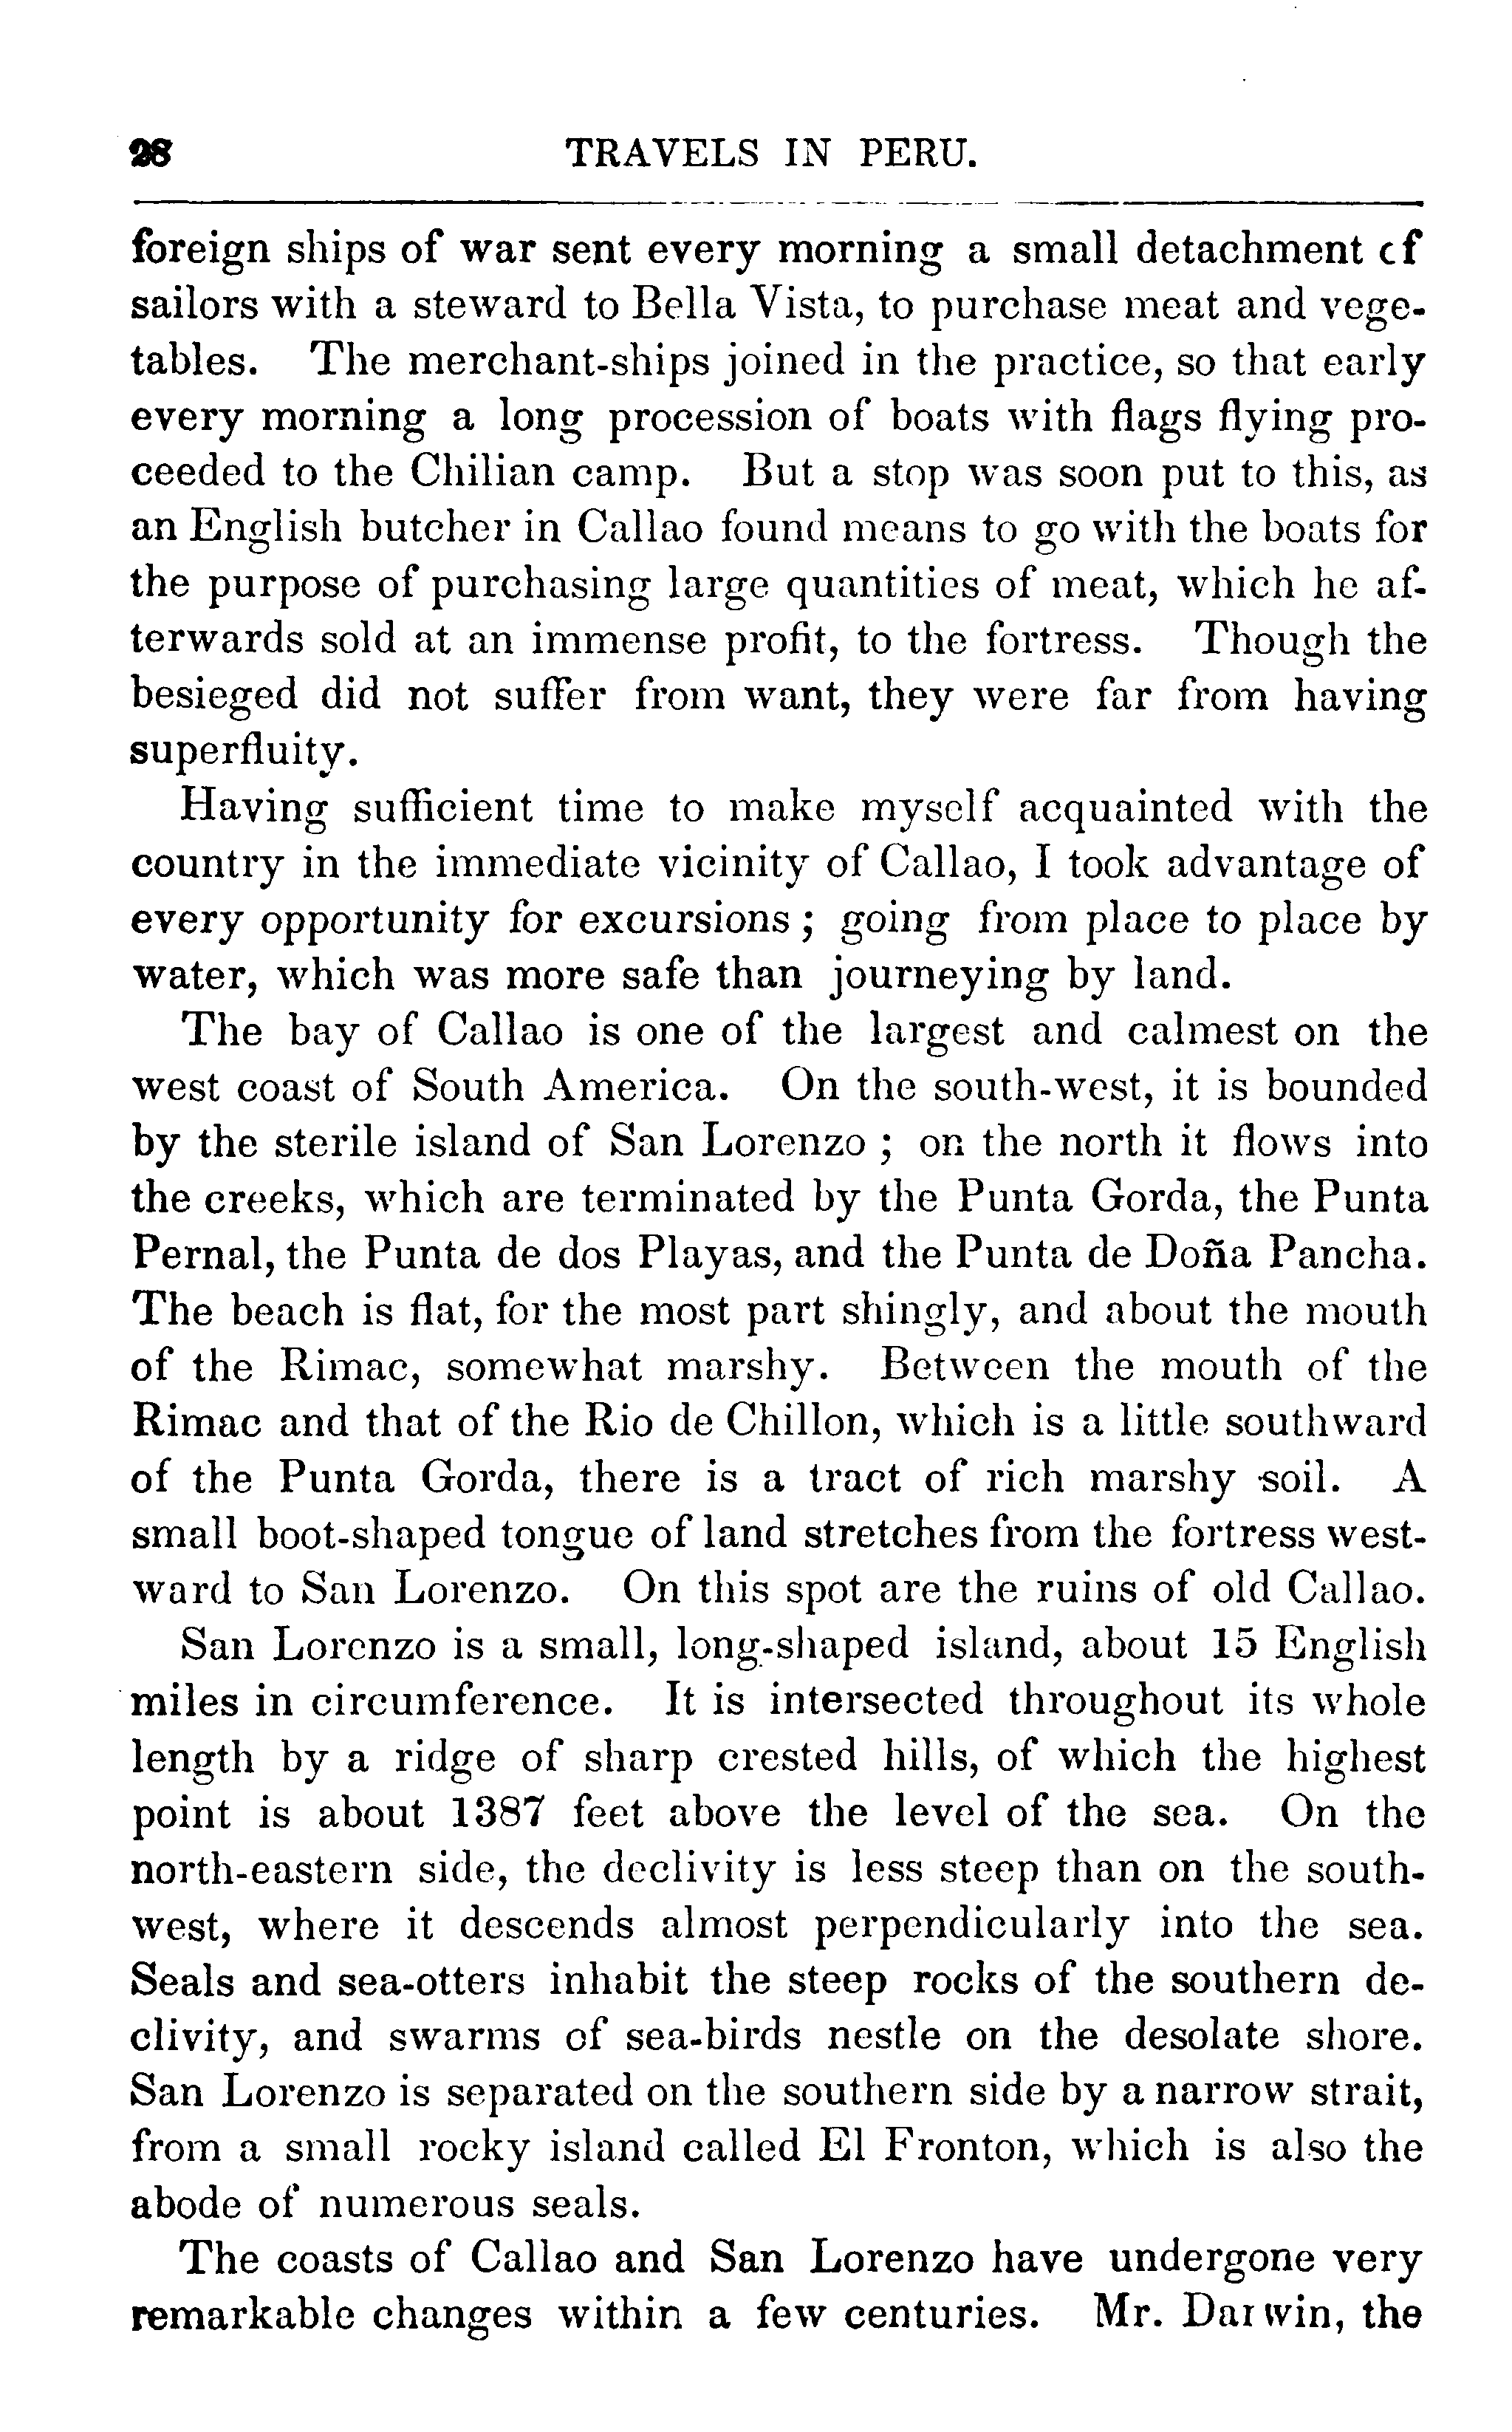 28 TRAVELS IN PERU.
foreign ships of war sent every morning a small detachment of
sailors with a steward to Bella Vista, to purchase meat and vege-
tables. The merchant-ships joined in the practice, so that early
every morning a long procession of boats with flags flying pro-
ceeded to the Chilian camp. But a stop was soon put to this, as
an English butcher in Callao found means to go with the boats for
the purpose of purchasing large quantities of meat, which he af-
terwards sold at an immense profit, to the fortress. Though the
besieged did not suffer from want, they were far from having
superfluity.
Having sufficient time to make myself acquainted with the
country in the immediate vicinity of Callao, I took advantage of
every opportunity for excursions ; going from place to place by
water, which was more safe than journeying by land.
The bay of Callao is one of the largest and calmest on the
west coast of South America. On the south-west, it is bounded
by the sterile island of San Lorenzo ; on the north it flows into
the creeks, which are terminated by the Punta Gorda, the Punta
Pernal, the Punta de dos Playas, and the Punta de Doña Pancha.
The beach is flat, for the most part shingly, and about the mouth
of the Rimac, somewhat marshy. Between the mouth of the
Rimac and that of the Rio de Chillon, which is a little southward
of the Punta Gorda, there is a tract of rich marshy soil. A
small boot-shaped tongue of land stretches from the fortress west-
ward to San Lorenzo. On this spot are the ruins of old Callao.
San Lorenzo is a small, long-shaped island, about 15 English
miles in circumference. It is intersected throughout its whole
length by a ridge of sharp crested hills, of which the highest
point is about 1387 feet above the level of the sea. On the
north-eastern side, the declivity is less steep than on the south-
west, where it descends almost perpendicularly into the sea.
Seals and sea-otters inhabit the steep rocks of the southern de-
clivity, and swarms of sea-birds nestle on the desolate shore.
San Lorenzo is separated on the southern side by a narrow strait,
from a small rocky island called El Fronton, which is also the
abode of numerous seals.
The coasts of Callao and San Lorenzo have undergone very
remarkable changes within a few centuries. Mr. Darwin, the